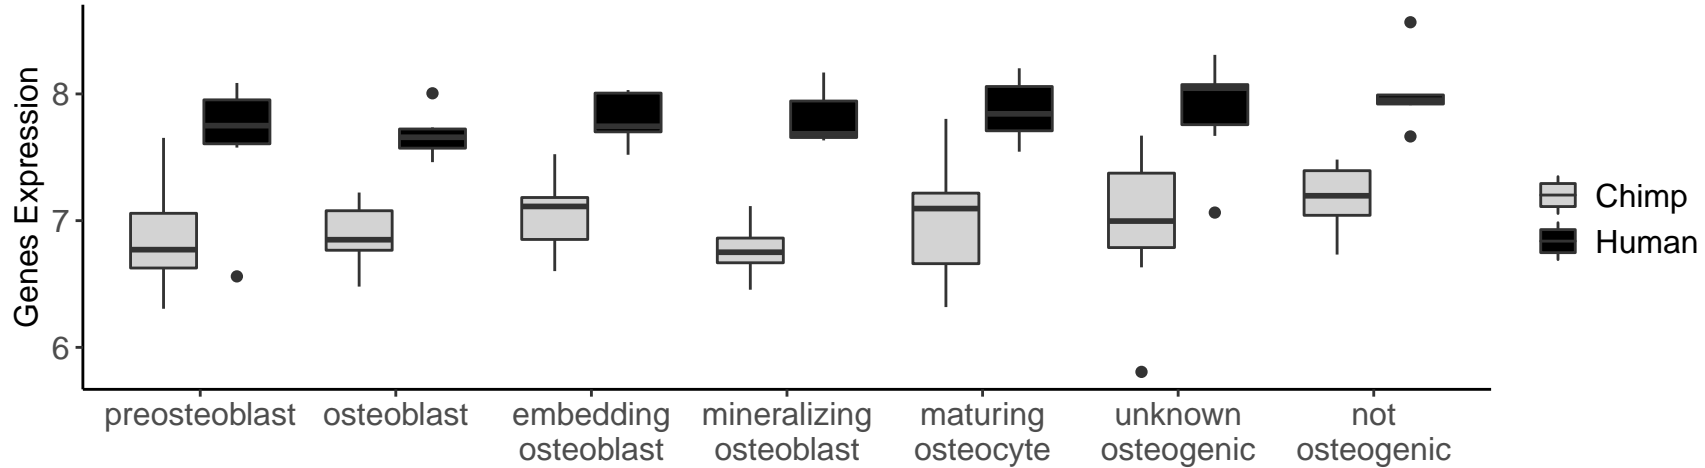 Genes Expression
8
7
6
preosteoblast
osteoblast
embedding
osteoblast
mineralizing
osteoblast
maturing
osteocyte
unknown
osteogenic
not
osteogenic
Chimp
Human